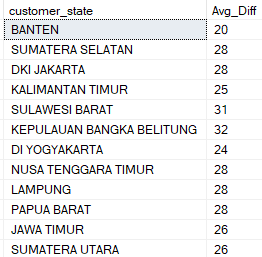 customer_state Avg_Diff
BANTEN 20
SUMATERA SELATAN 28
DKI JAKARTA 28
KALIMANTAN TIMUR 25
SULAWESI BARAT 31
KEPULAUAN BANGKA BELITUNG 32
DI YOGYAKARTA 24
NUSA TENGGARA TIMUR 28
LAMPUNG 28
PAPUA BARAT 28
JAWA TIMUR 26
SUMATERA UTARA 26